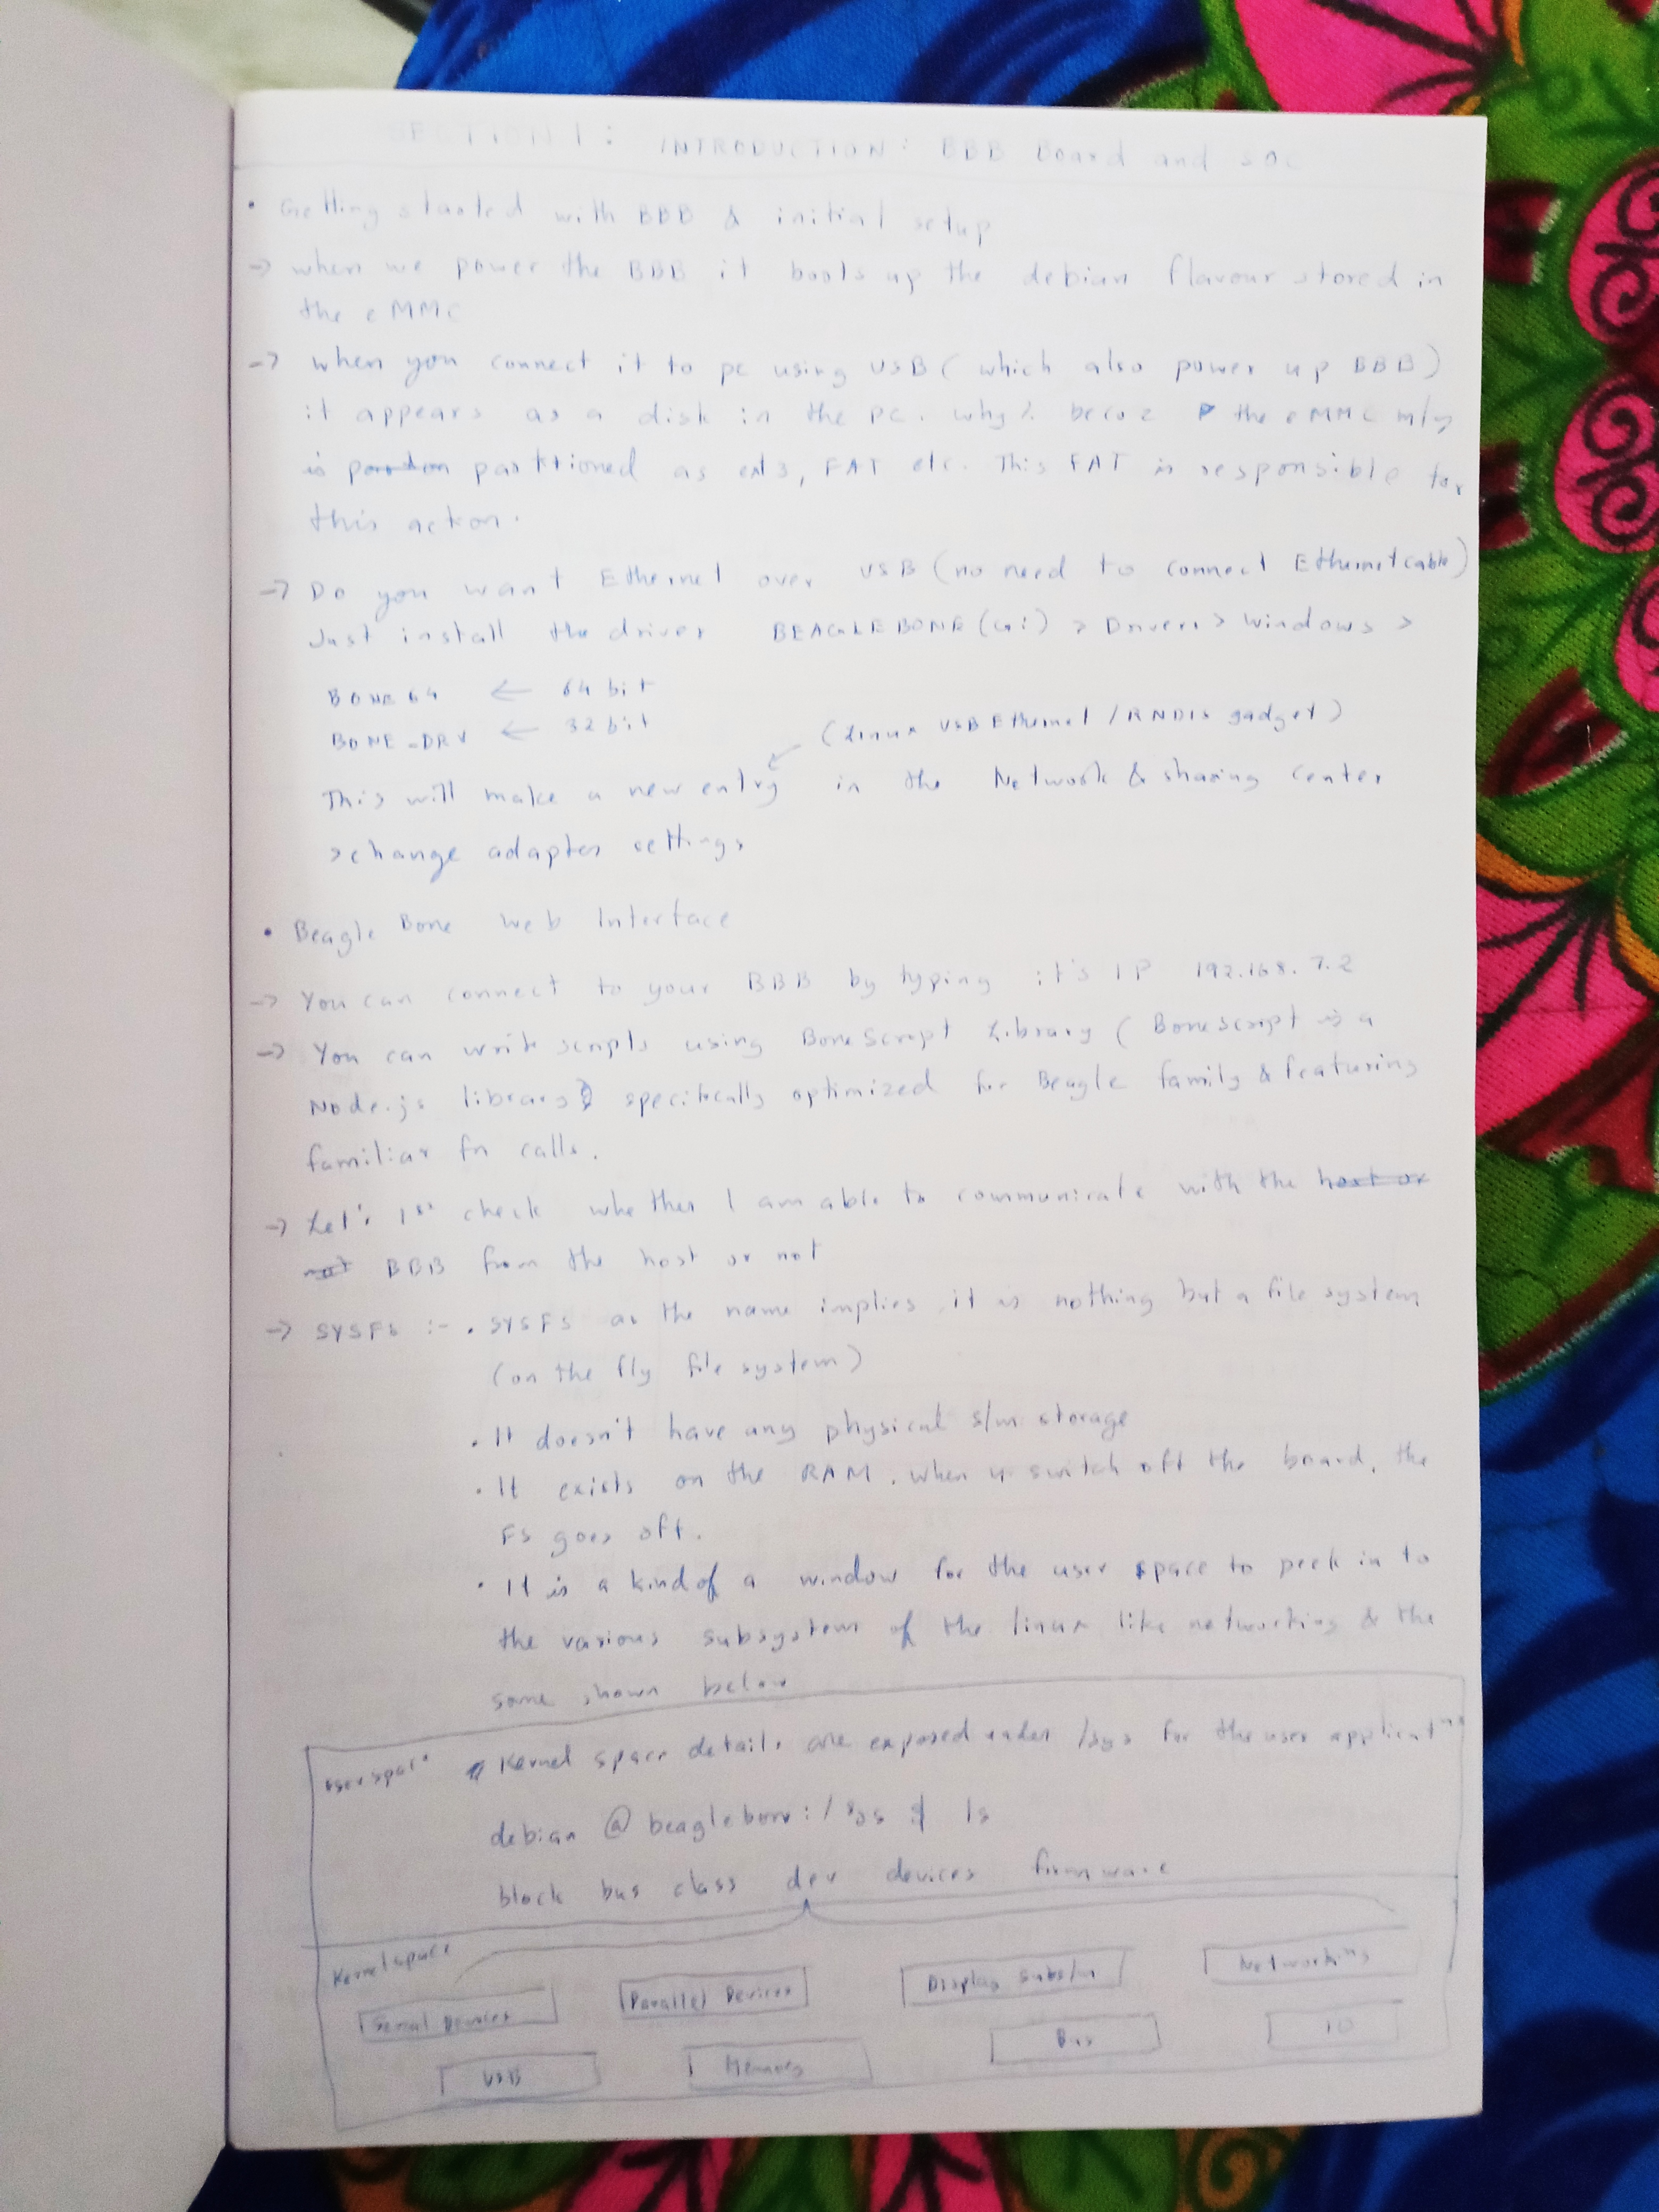 SECTION 1: INTRODUCTION: BBB Board and SOC
• Getting started with BBB & initial setup
-> when we power the BBB it boots up the debian flavour stored in
the eMMC
-> when you connect it to pc using USB (which also power up BBB)
it appears as a disk in the PC. why? becoz the eMMC m/y
is partitioned as ext3, FAT etc. This FAT is responsible for
this action.
-> Do you want Ethernet over USB (no need to connect Ethernet cable)
Just install the driver BEAGLEBONE (G:) > Drivers > Windows >
BONE64 <- 64 bit
BONE_DRV <- 32 bit
(Linux USB Ethernet / RNDIS gadget)
This will make a new entry in the Network & sharing center
> change adapter settings
• Beagle Bone Web Interface
-> You can connect to your BBB by typing it's IP 192.168.7.2
-> You can write scripts using BoneScript Library (Bonescript is a
Node.js library) specifically optimized for Beagle family & featuring
familiar fn calls.
-> Let's 1st check whether I am able to communicate with the host or
not BBB from the host or not
-> SYSFS :- • SYSFS as the name implies it is nothing but a file system
(on the fly file system)
• It doesn't have any physical s/m storage
• It exists on the RAM. when u switch off the board, the
FS goes off.
• It is a kind of a window for the user space to peek in to
the various subsystem of the linux like networking & the
same shown below
userspace Kernel space details are exposed under /sys for the user applicatns
debian @ beaglebone: / sys $ ls
block bus class dev devices firmware
Kernelspace
Serial Devices Parallel Devices Display Subs/m Networking
USB Memory Bus IO